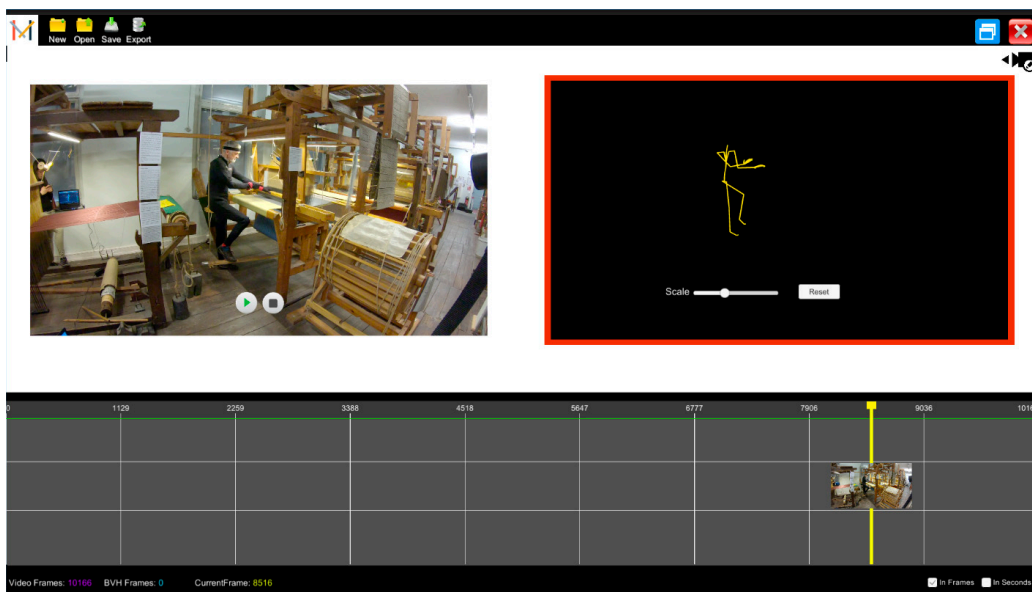 New Open Save Export
Scale
Reset
0 1129 2259 3388 4518 5647 6777 7906 9036 1016
Video Frames: 10166 BVH Frames: 0 CurrentFrame: 8516
In Frames In Seconds